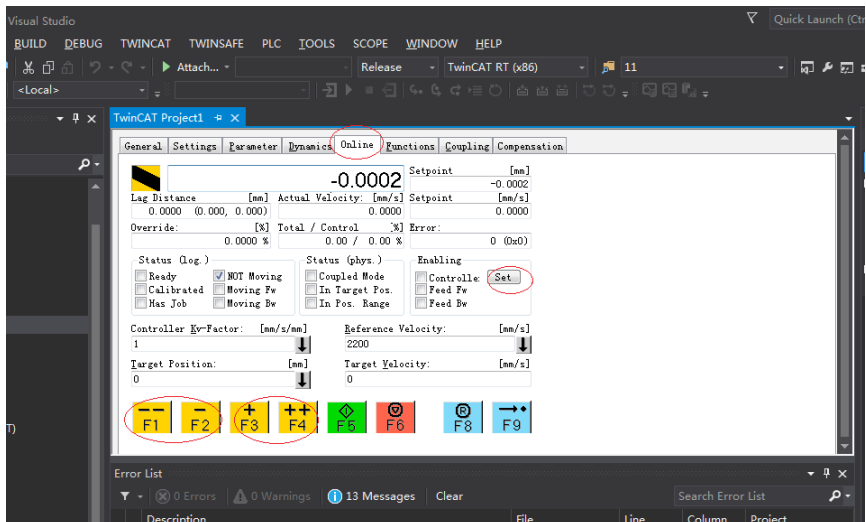 Visual Studio
Quick Launch (Ctr
BUILD DEBUG TWINCAT TWINSAFE PLC TOOLS SCOPE WINDOW HELP
Attach... Release TwinCAT RT (x86) 11
<Local>
TwinCAT Project1
General Settings Parameter Dynamics Online Functions Coupling Compensation
-0.0002
Setpoint [mm]
-0.0002
Lag Distance [mm] Actual Velocity: [mm/s] Setpoint [mm/s]
0.0000 (0.000, 0.000) 0.0000 0.0000
Override: [%] Total / Control [%] Error:
0.0000 % 0.00 / 0.00 % 0 (0x0)
Status (log.) Status (phys.) Enabling
Ready NOT Moving Coupled Mode Controlle: Set
Calibrated Moving Fw In Target Pos. Feed Fw
Has Job Moving Bw In Pos. Range Feed Bw
Controller Kv-Factor: [mm/s/mm] Reference Velocity: [mm/s]
1 2200
Target Position: [mm] Target Velocity: [mm/s]
0 0
-- - + ++ R
F1 F2 F3 F4 F5 F6 F8 F9
T)
Error List
0 Errors 0 Warnings 13 Messages Clear Search Error List
Description File Line Column Project